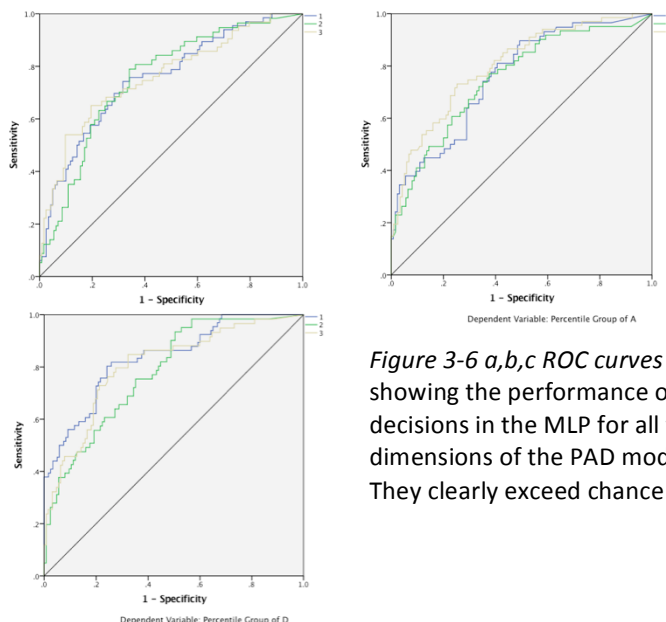 1.0
.8
.6
.4
.2
.0
Sensitivity
.0 .2 .4 .6 .8 1.0
1 - Specificity
1
2
3
1.0
.8
.6
.4
.2
.0
Sensitivity
.0 .2 .4 .6 .8 1.0
1 - Specificity
Dependent Variable: Percentile Group of A
1.0
.8
.6
.4
.2
.0
Sensitivity
.0 .2 .4 .6 .8 1.0
1 - Specificity
1
2
3
Dependent Variable: Percentile Group of D
Figure 3-6 a,b,c ROC curves
showing the performance o
decisions in the MLP for all
dimensions of the PAD mod
They clearly exceed chance